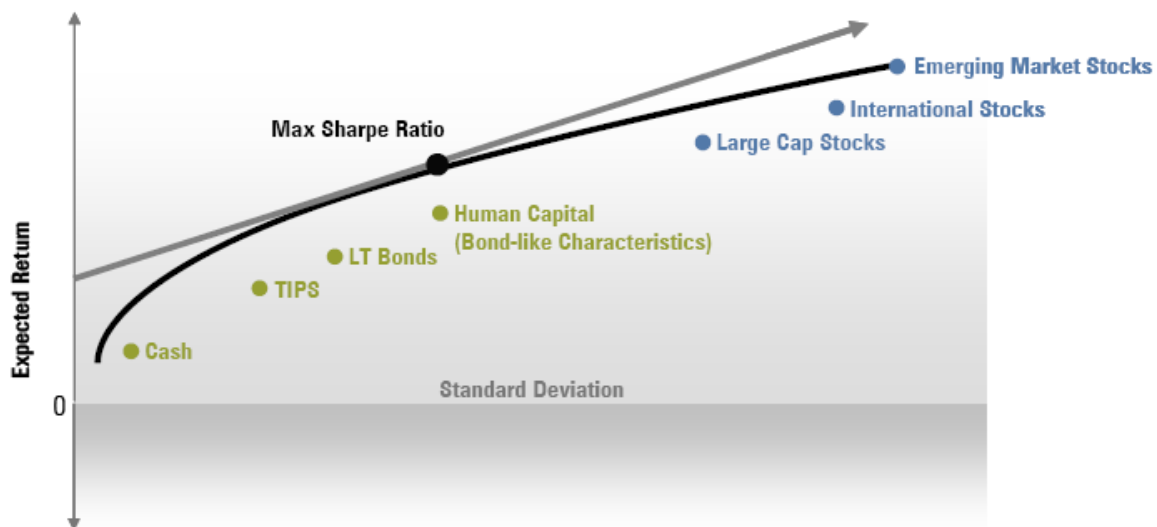 Emerging Market Stocks
International Stocks
Max Sharpe Ratio
Large Cap Stocks
Human Capital
(Bond-like Characteristics)
LT Bonds
TIPS
Expected Return
Cash
Standard Deviation
0